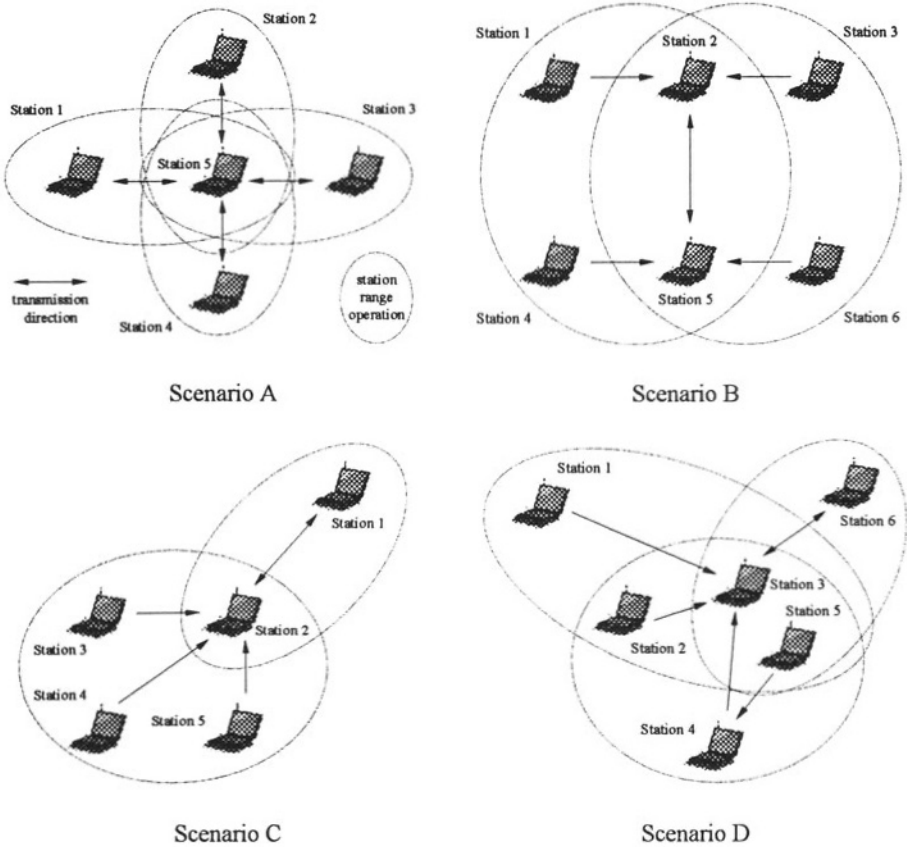 Station 2
Station 1
Station 3
Station 5
Station 4
transmission
direction
station
range
operation
Scenario A
Station 1
Station 2
Station 3
Station 4
Station 5
Station 6
Scenario B
Station 1
Station 2
Station 3
Station 4
Station 5
Scenario C
Station 1
Station 6
Station 3
Station 5
Station 2
Station 4
Scenario D